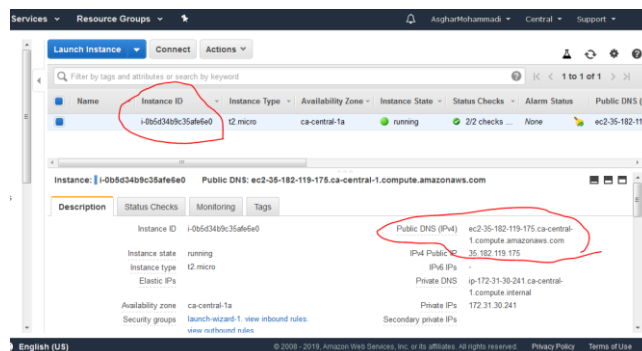 Services Resource Groups AsgharMohammadi Central Support
Launch Instance Connect Actions
Filter by tags and attributes or search by keyword 1 to 1 of 1
Name Instance ID Instance Type Availability Zone Instance State Status Checks Alarm Status Public DNS (
i-0b5d34b9c35afe6e0 t2.micro ca-central-1a running 2/2 checks ... None ec2-35-182-11
Instance: i-0b5d34b9c35afe6e0 Public DNS: ec2-35-182-119-175.ca-central-1.compute.amazonaws.com
Description Status Checks Monitoring Tags
Instance ID i-0b5d34b9c35afe6e0 Public DNS (IPv4) ec2-35-182-119-175.ca-central-
1.compute.amazonaws.com
Instance state running IPv4 Public IP 35.182.119.175
Instance type t2.micro IPv6 IPs -
Elastic IPs Private DNS ip-172-31-30-241.ca-central-
1.compute.internal
Availability zone ca-central-1a Private IPs 172.31.30.241
Security groups launch-wizard-1. view inbound rules. Secondary private IPs
view outbound rules
English (US) © 2008 - 2018, Amazon Web Services, Inc. or its affiliates. All rights reserved. Privacy Policy Terms of Use